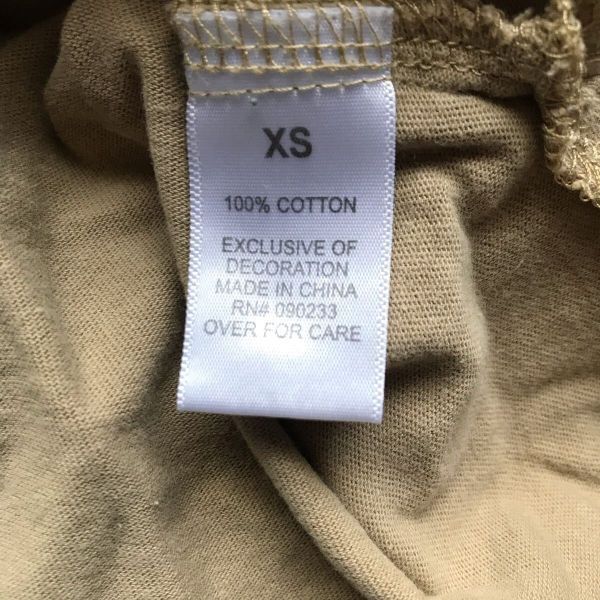 XS
100% COTTON
EXCLUSIVE OF
DECORATION
MADE IN CHINA
RN# 090233
OVER FOR CARE